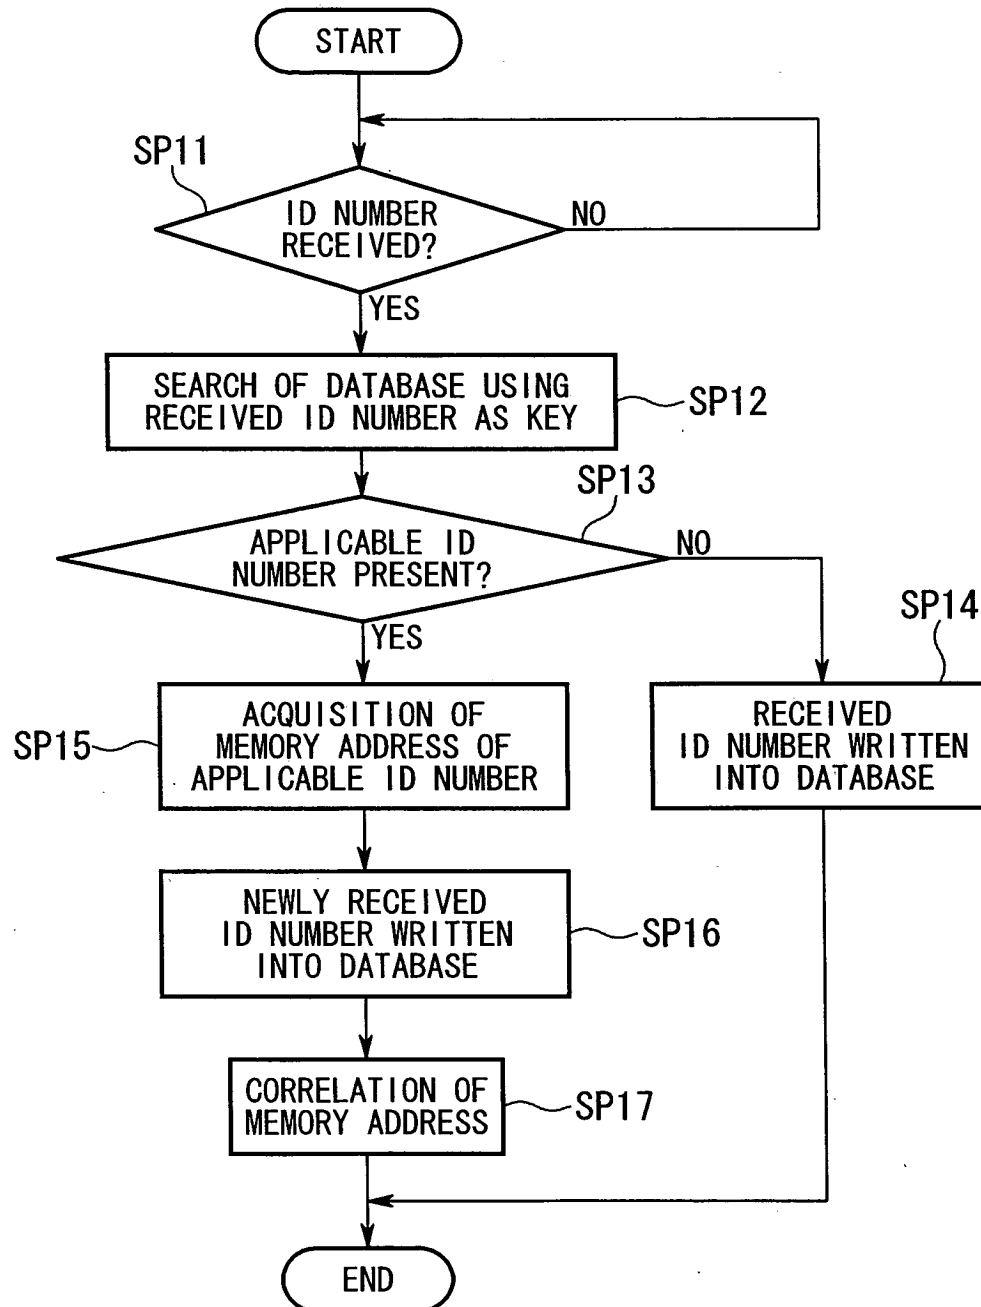 START
SP11
ID NUMBER
RECEIVED?
NO
YES
SEARCH OF DATABASE USING
RECEIVED ID NUMBER AS KEY
SP12
SP13
APPLICABLE ID
NUMBER PRESENT?
NO
YES
SP14
SP15
ACQUISITION OF
MEMORY ADDRESS OF
APPLICABLE ID NUMBER
RECEIVED
ID NUMBER WRITTEN
INTO DATABASE
NEWLY RECEIVED
ID NUMBER WRITTEN
INTO DATABASE
SP16
CORRELATION OF
MEMORY ADDRESS
SP17
END